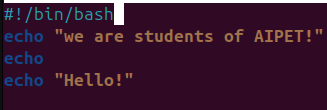 #!/bin/bash
echo "we are students of AIPET!"
echo
echo "Hello!"